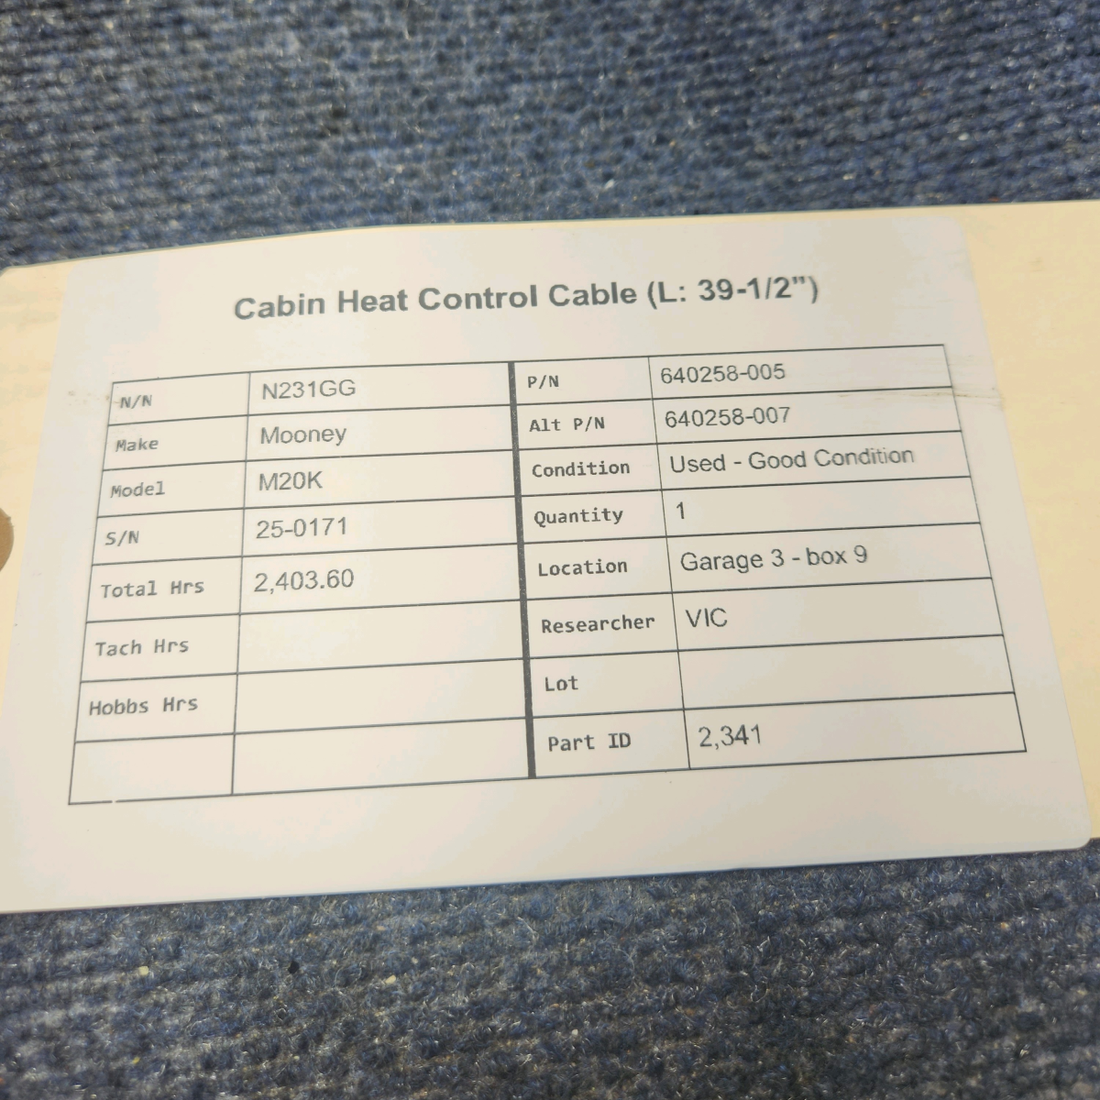 Cabin Heat Control Cable (L: 39-1/2")
N/N N231GG
Make Mooney
Model M20K
S/N 25-0171
Total Hrs 2,403.60
Tach Hrs
Hobbs Hrs
P/N 640258-005
Alt P/N 640258-007
Condition Used - Good Condition
Quantity 1
Location Garage 3 - box 9
Researcher VIC
Lot
Part ID 2,341